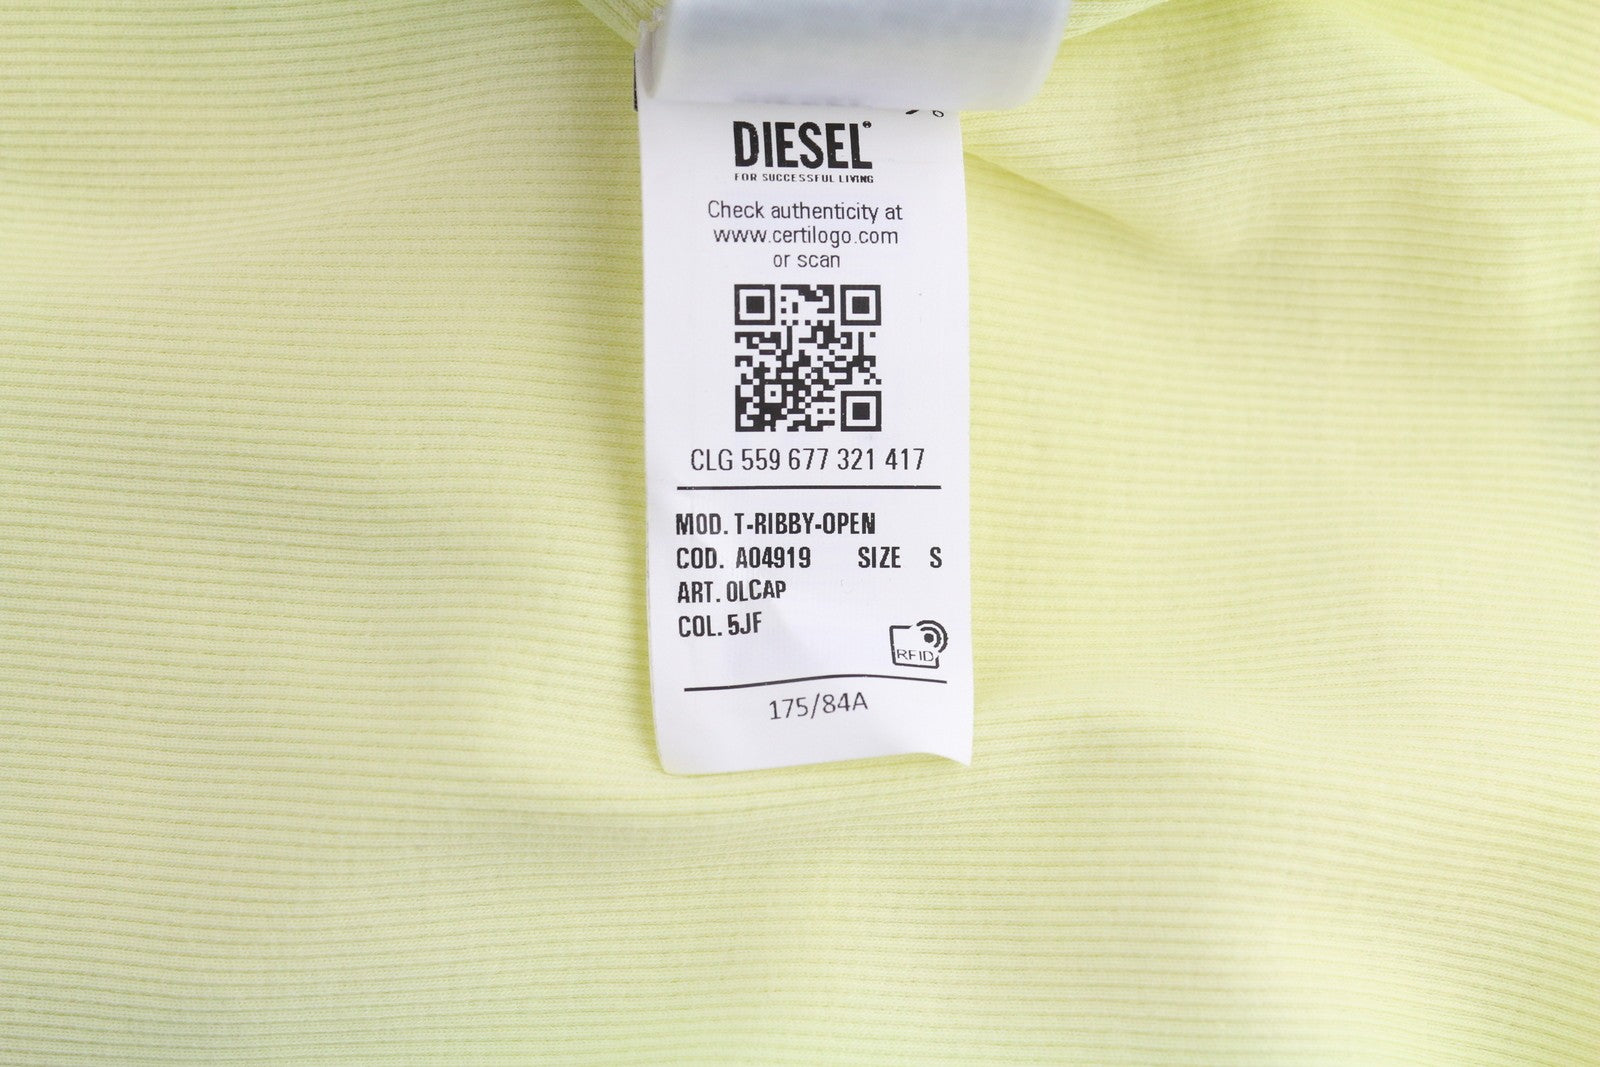 DIESEL®
FOR SUCCESSFUL LIVING
Check authenticity at
www.certilogo.com
or scan
CLG 559 677 321 417
MOD. T-RIBBY-OPEN
COD. A04919 SIZE S
ART. 0LCAP
COL. 5JF
RFID
175/84A